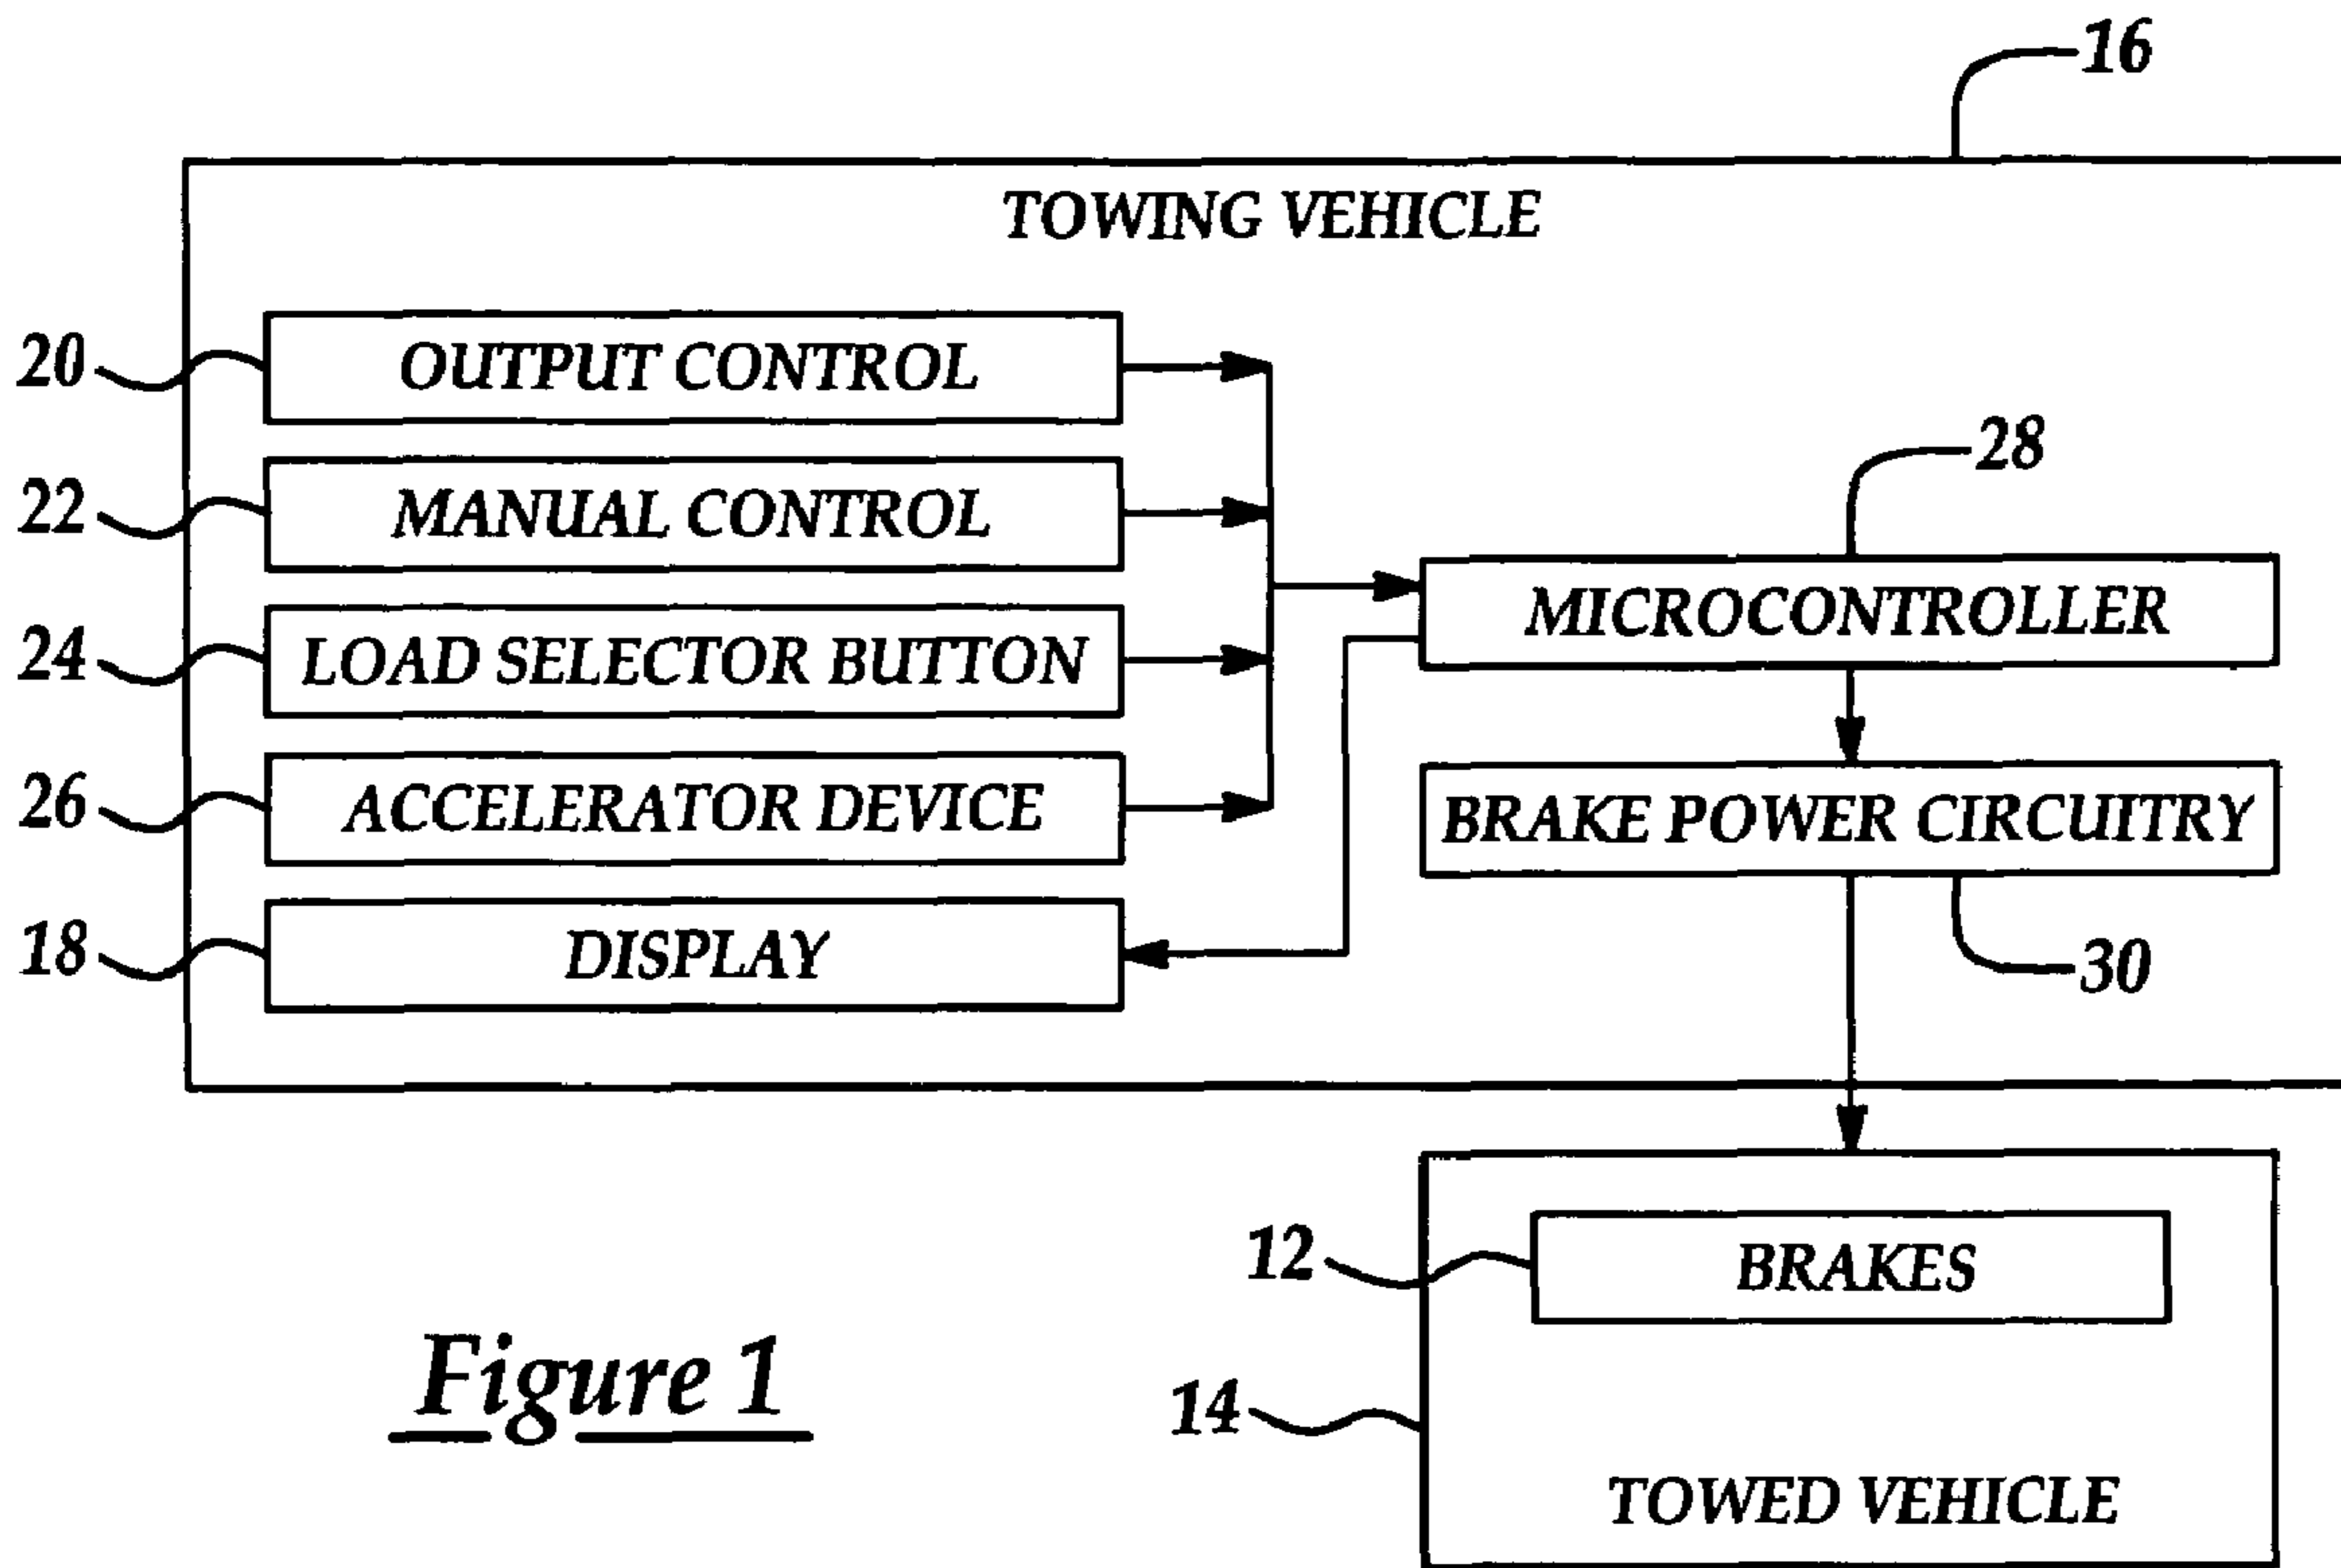 16
TOWING VEHICLE
20 OUTPUT CONTROL
22 MANUAL CONTROL
28
24 LOAD SELECTOR BUTTON
MICROCONTROLLER
26 ACCELERATOR DEVICE
BRAKE POWER CIRCUITRY
18 DISPLAY
30
12 BRAKES
14
TOWED VEHICLE
Figure 1